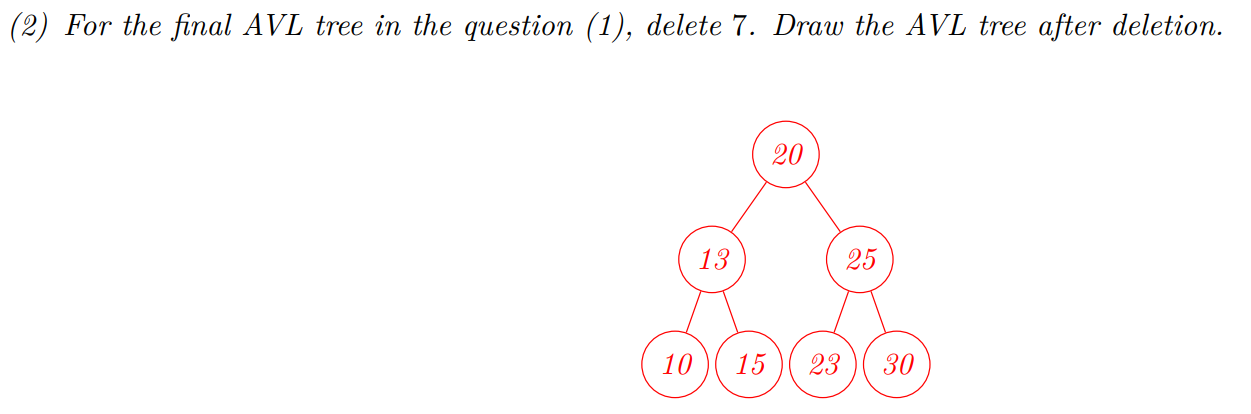 (2) For the final AVL tree in the question (1), delete 7. Draw the AVL tree after deletion.
20
13 25
10 15 23 30